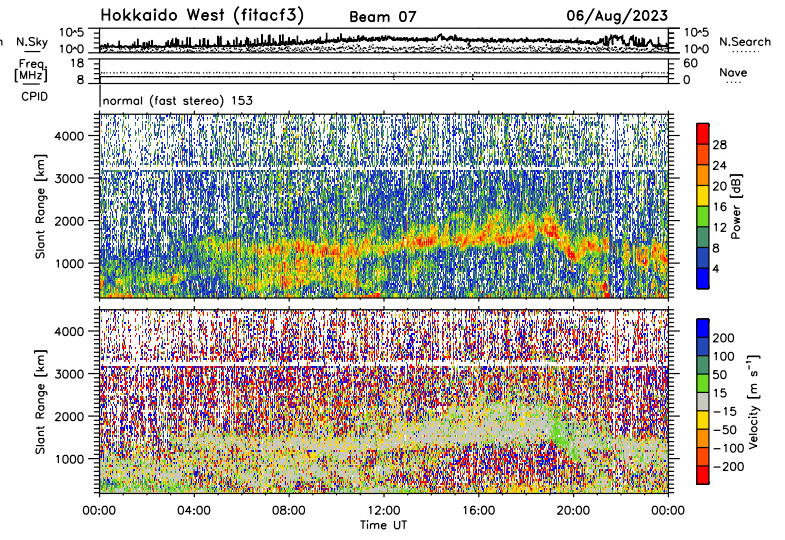 Hokkaido West (fitacf3) Beam 07 06/Aug/2023
N.Sky 10^5 10^0 10^5 10^0 N.Search
Freq. [MHz] 18 8 60 0 Nave
CPID normal (fast stereo) 153
Slant Range [km]
4000
3000
2000
1000
28
24
20
16
12
8
4
Power [dB]
Slant Range [km]
4000
3000
2000
1000
200
100
50
15
-15
-50
-100
-200
Velocity [m s⁻¹]
00:00 04:00 08:00 12:00 16:00 20:00 00:00
Time UT